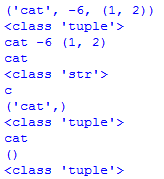 ('cat', -6, (1, 2))
<class 'tuple'>
cat -6 (1, 2)
cat
<class 'str'>
c
('cat',)
<class 'tuple'>
cat
()
<class 'tuple'>